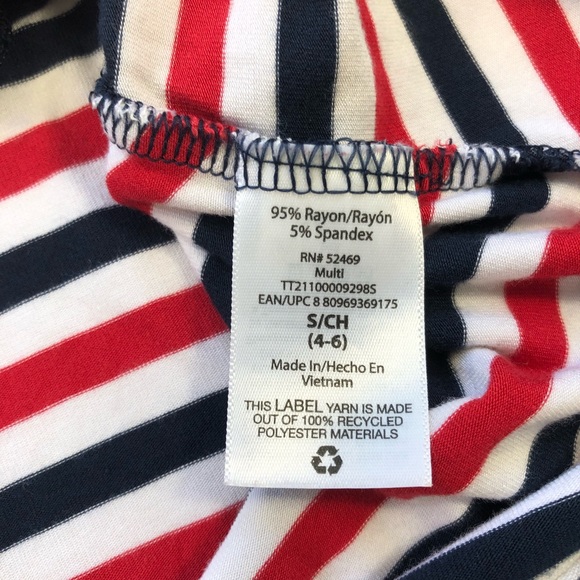 95% Rayon/Rayón
5% Spandex
RN# 52469
Multi
TT21100009298S
EAN/UPC 8 80969369175
S/CH
(4-6)
Made In/Hecho En
Vietnam
THIS LABEL YARN IS MADE
OUT OF 100% RECYCLED
POLYESTER MATERIALS